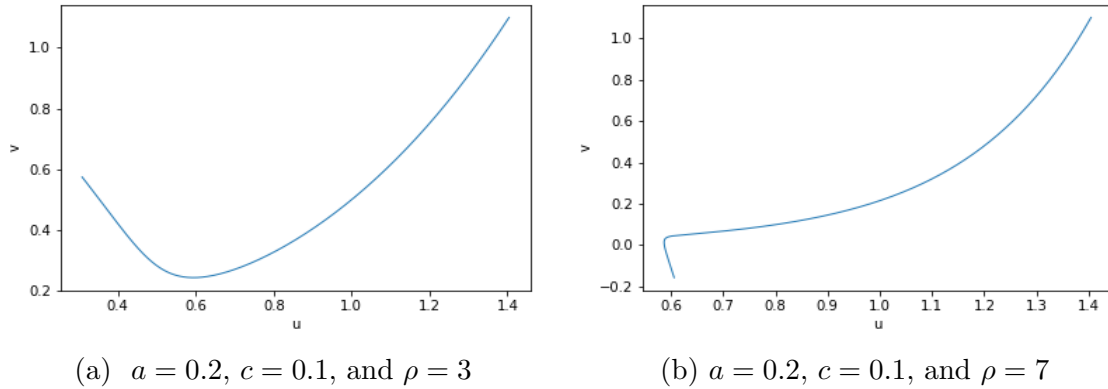 1.0
0.8
0.6
0.4
0.2
v
0.4 0.6 0.8 1.0 1.2 1.4
u
(a) a = 0.2, c = 0.1, and ρ = 3
1.0
0.8
0.6
0.4
0.2
0.0
−0.2
v
0.6 0.7 0.8 0.9 1.0 1.1 1.2 1.3 1.4
u
(b) a = 0.2, c = 0.1, and ρ = 7